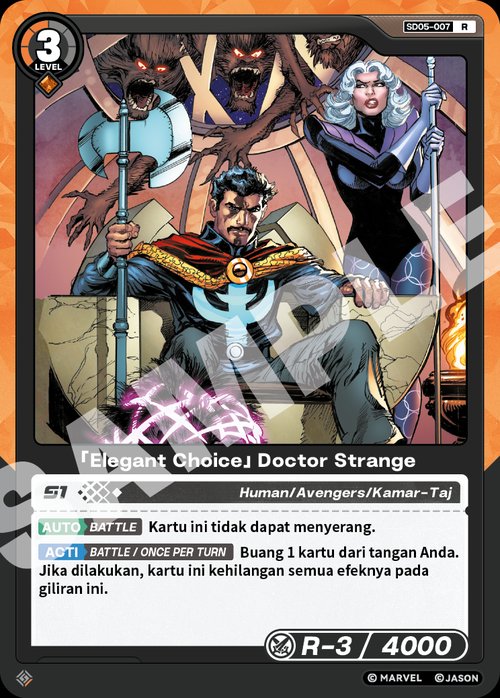 SD05-007 R
3
LEVEL
SAMPLE
「Elegant Choice」 Doctor Strange
S1
Human/Avengers/Kamar-Taj
AUTO BATTLE Kartu ini tidak dapat menyerang.
ACT1 BATTLE / ONCE PER TURN Buang 1 kartu dari tangan Anda.
Jika dilakukan, kartu ini kehilangan semua efeknya pada
giliran ini.
R-3 / 4000
© MARVEL ©JASON